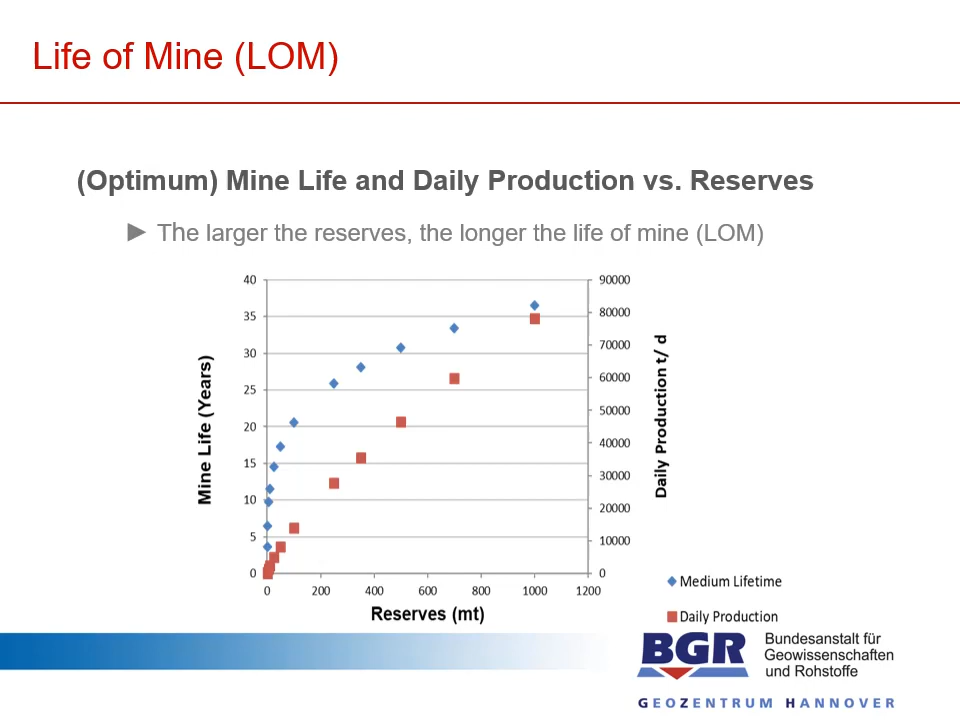 Life of Mine (LOM)
(Optimum) Mine Life and Daily Production vs. Reserves
► The larger the reserves, the longer the life of mine (LOM)
Mine Life (Years)
40
35
30
25
20
15
10
5
0
90000
80000
70000
60000
50000
40000
30000
20000
10000
0
Daily Production t/ d
0 200 400 600 800 1000 1200
Reserves (mt)
Medium Lifetime
Daily Production
BGR
Bundesanstalt für
Geowissenschaften
und Rohstoffe
GEOZENTRUM HANNOVER